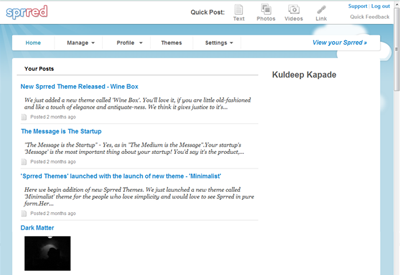 sprred
Quick Post:
Text
Photos
Videos
Link
Support Log out
Quick Feedback
Home
Manage
Profile
Themes
Settings
View your Sprred »
Your Posts
Kuldeep Kapade
New Sprred Theme Released - Wine Box
We just added a new theme called 'Wine Box'. You'll love it, if you are little old-fashioned
and like a touch of elegance and antiquate-ness. We think it gives justice to it's...
Posted 2 months ago
The Message is The Startup
"The Message is the Startup" - Yes, as in "The Medium is the Message".Your startup's
'Message' is the most important thing about your startup! You'd say it's the product,...
Posted 2 months ago
'Sprred Themes' launched with the launch of new theme - 'Minimalist'
Here we begin addition of new Sprred Themes. We just launched a new theme called
'Minimalist' theme for the people who love simplicity and would love to see Sprred in pure
form.Her...
Posted 2 months ago
Dark Matter